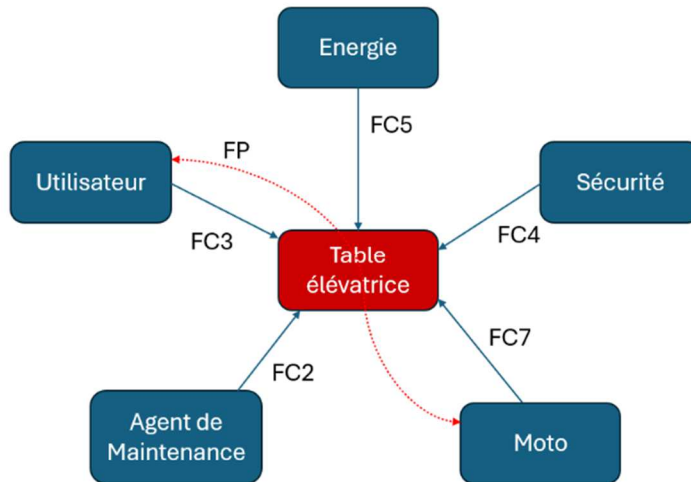 Energie
FC5
FP
Utilisateur
Sécurité
FC3
FC4
Table
élévatrice
FC7
FC2
Agent de
Maintenance
Moto